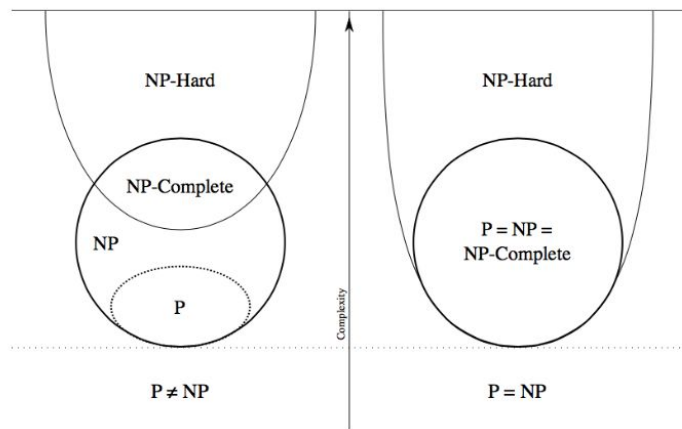 NP-Hard
NP-Complete
NP
P
P ≠ NP
Complexity
NP-Hard
P = NP =
NP-Complete
P = NP